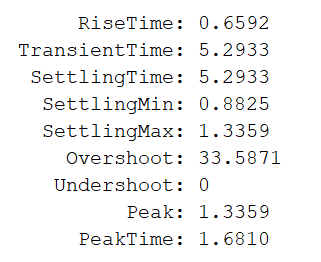 RiseTime: 0.6592
TransientTime: 5.2933
SettlingTime: 5.2933
SettlingMin: 0.8825
SettlingMax: 1.3359
Overshoot: 33.5871
Undershoot: 0
Peak: 1.3359
PeakTime: 1.6810